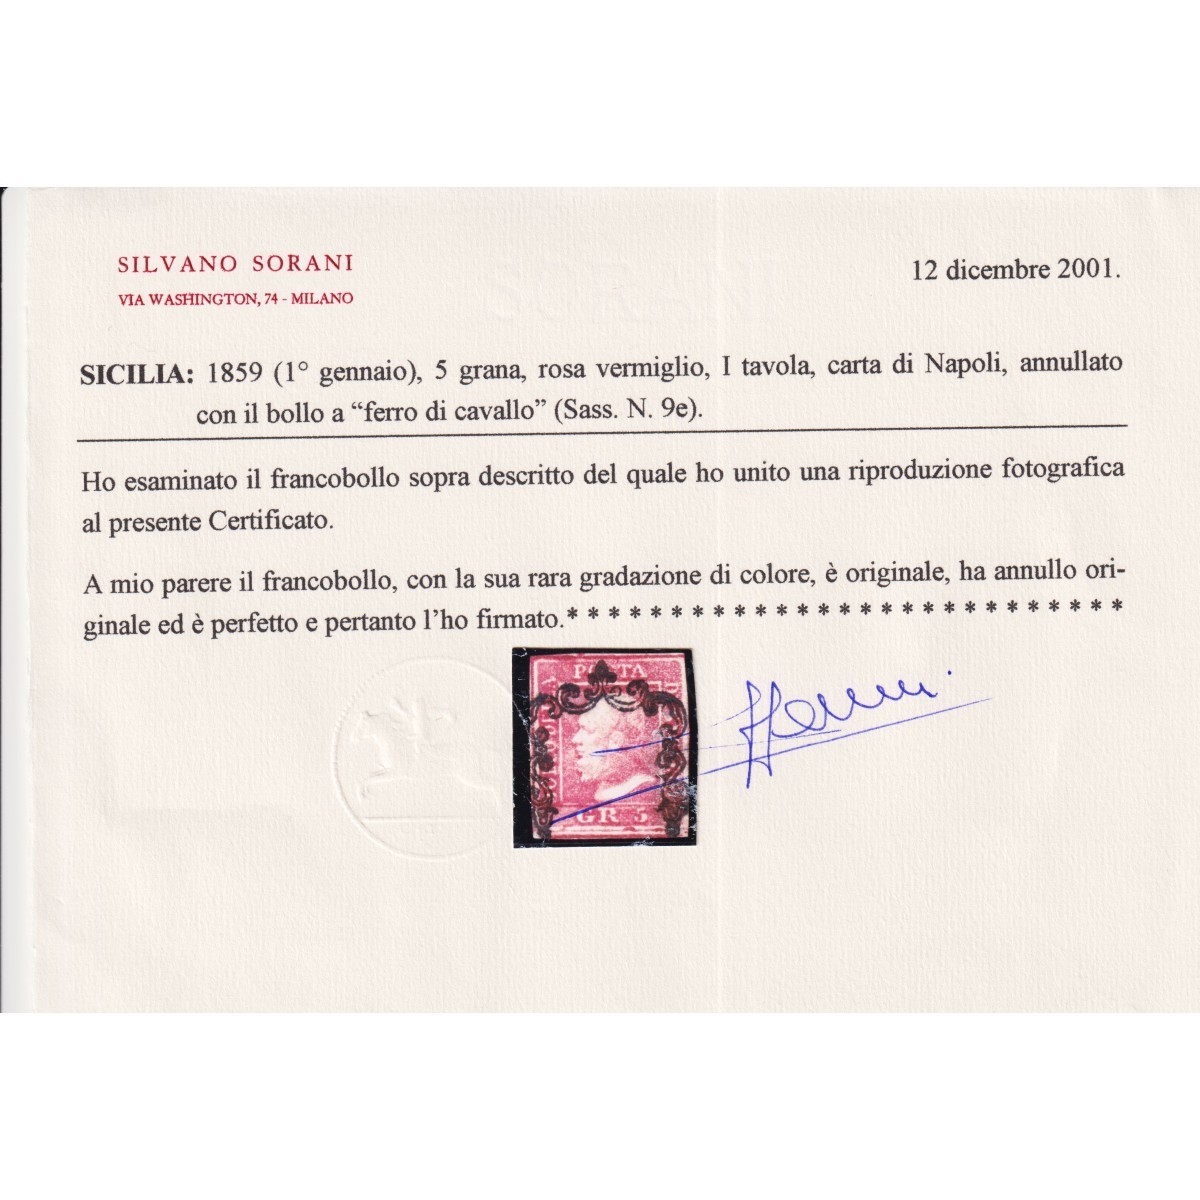 SILVANO SORANI
VIA WASHINGTON, 74 - MILANO
12 dicembre 2001.
SICILIA: 1859 (1° gennaio), 5 grana, rosa vermiglio, I tavola, carta di Napoli, annullato
con il bollo a “ferro di cavallo” (Sass. N. 9e).
Ho esaminato il francobollo sopra descritto del quale ho unito una riproduzione fotografica
al presente Certificato.
A mio parere il francobollo, con la sua rara gradazione di colore, è originale, ha annullo ori-
ginale ed è perfetto e pertanto l’ho firmato.* * * * * * * * * * * * * * * * * * * * * * * * * * *
POSTA
GR 5